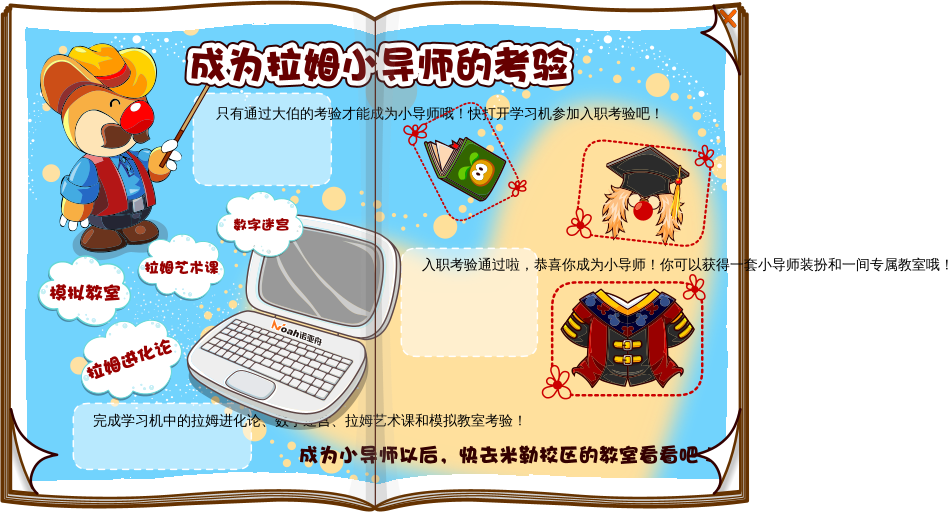 成为拉姆小导师的考验
只有通过大伯的考验才能成为小导师哦！快打开学习机参加入职考验吧！
数字迷宫
拉姆艺术课
模拟教室
拉姆进化论
Noah诺亚舟
入职考验通过啦，恭喜你成为小导师！你可以获得一套小导师装扮和一间专属教室哦！
完成学习机中的拉姆进化论、数字迷宫、拉姆艺术课和模拟教室考验！
成为小导师以后，快去米勒校区的教室看看吧~